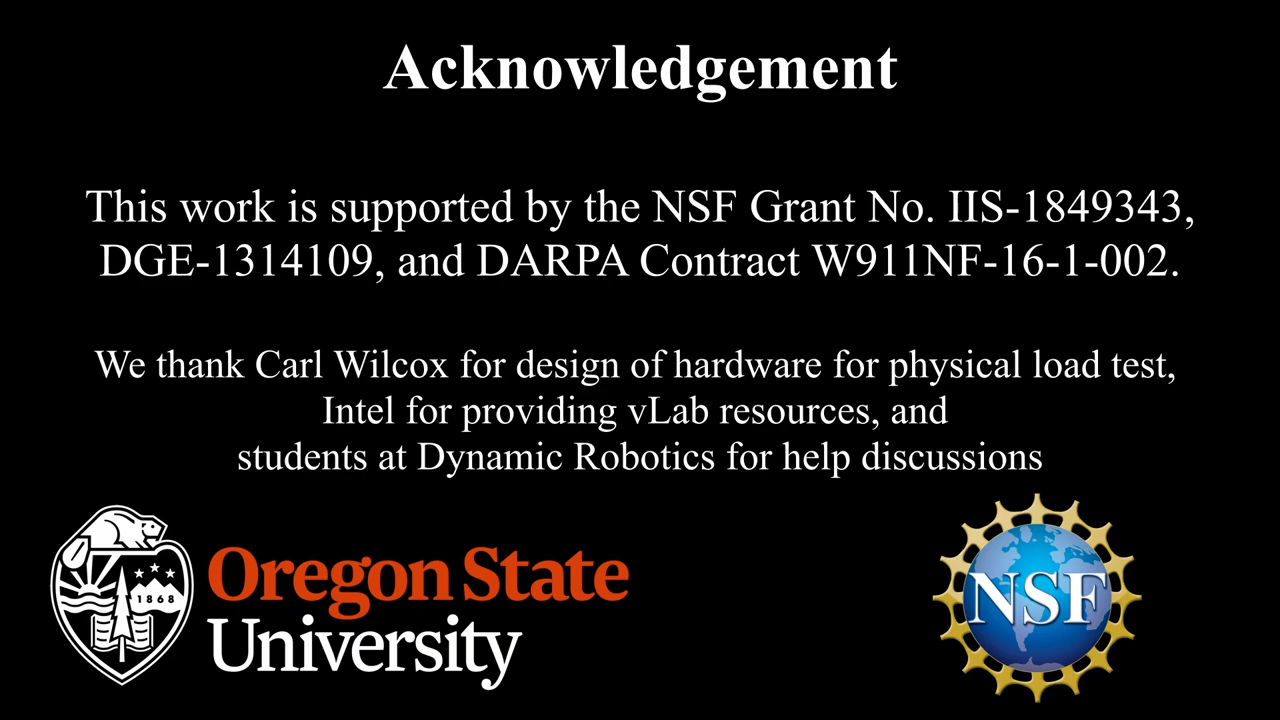 Acknowledgement
This work is supported by the NSF Grant No. IIS-1849343,
DGE-1314109, and DARPA Contract W911NF-16-1-002.
We thank Carl Wilcox for design of hardware for physical load test,
Intel for providing vLab resources, and
students at Dynamic Robotics for help discussions
1868
Oregon State
University
NSF